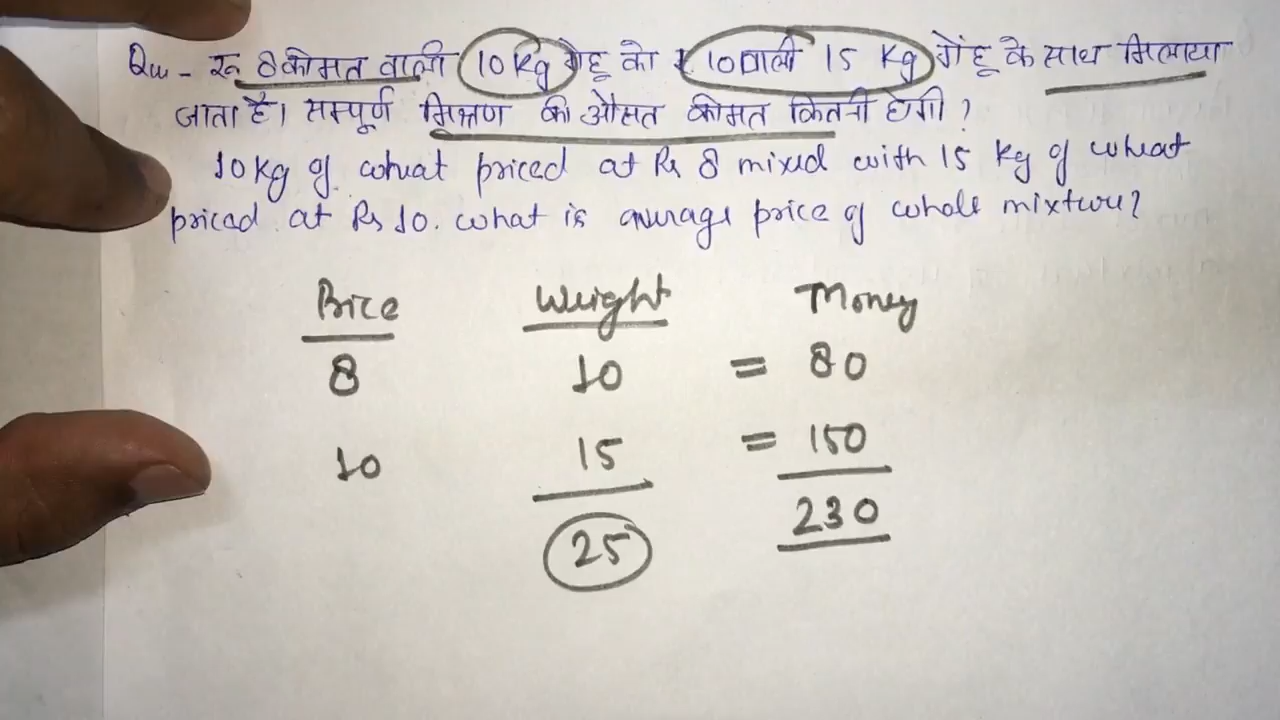 Qu - रू 8 कीमत वाली 10 Kg गेहू को ₹ 10 वाली 15 Kg गेंहू के साथ मिलाया
जाता है। सम्पूर्ण मिश्रण की औसत कीमत कितनी होगी ?
10 Kg of wheat priced at Rs 8 mixed with 15 Kg of wheat
priced at Rs 10. what is average price of whole mixture?
Price Weight Money
8 10 = 80
10 15 = 150
25 230